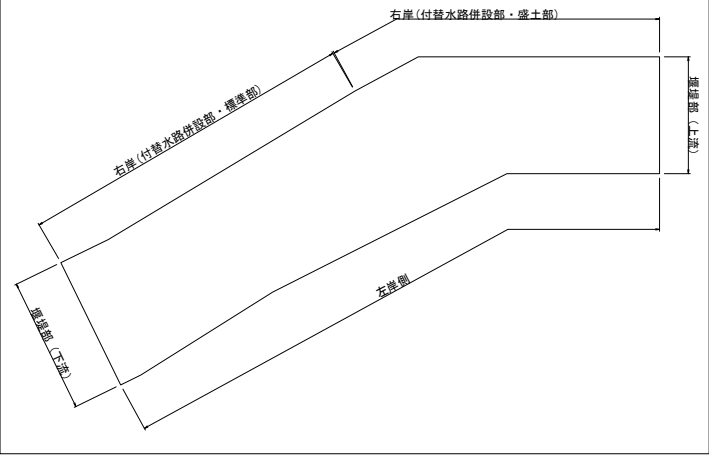 右岸(付替水路併設部・盛土部)
右岸(付替水路併設部・標準部)
堰堤部（上流）
左岸側
堰堤部（下流）